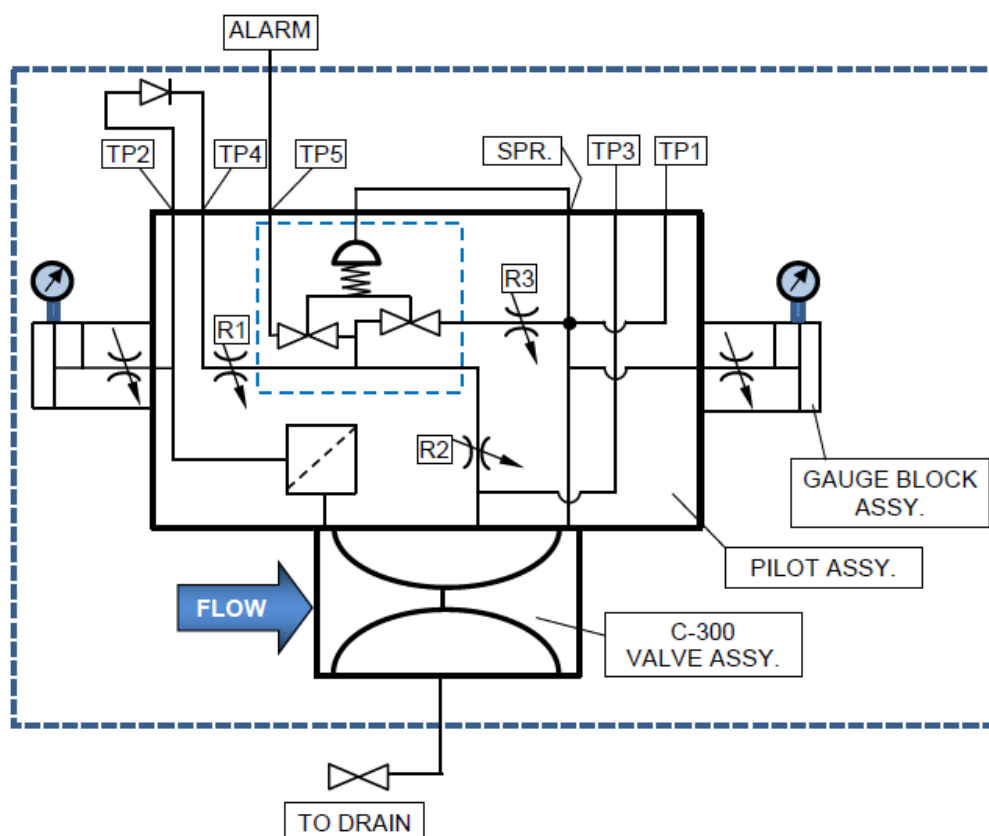 ALARM
TP2
TP4
TP5
SPR.
TP3
TP1
R3
R1
R2
GAUGE BLOCK
ASSY.
PILOT ASSY.
FLOW
C-300
VALVE ASSY.
TO DRAIN